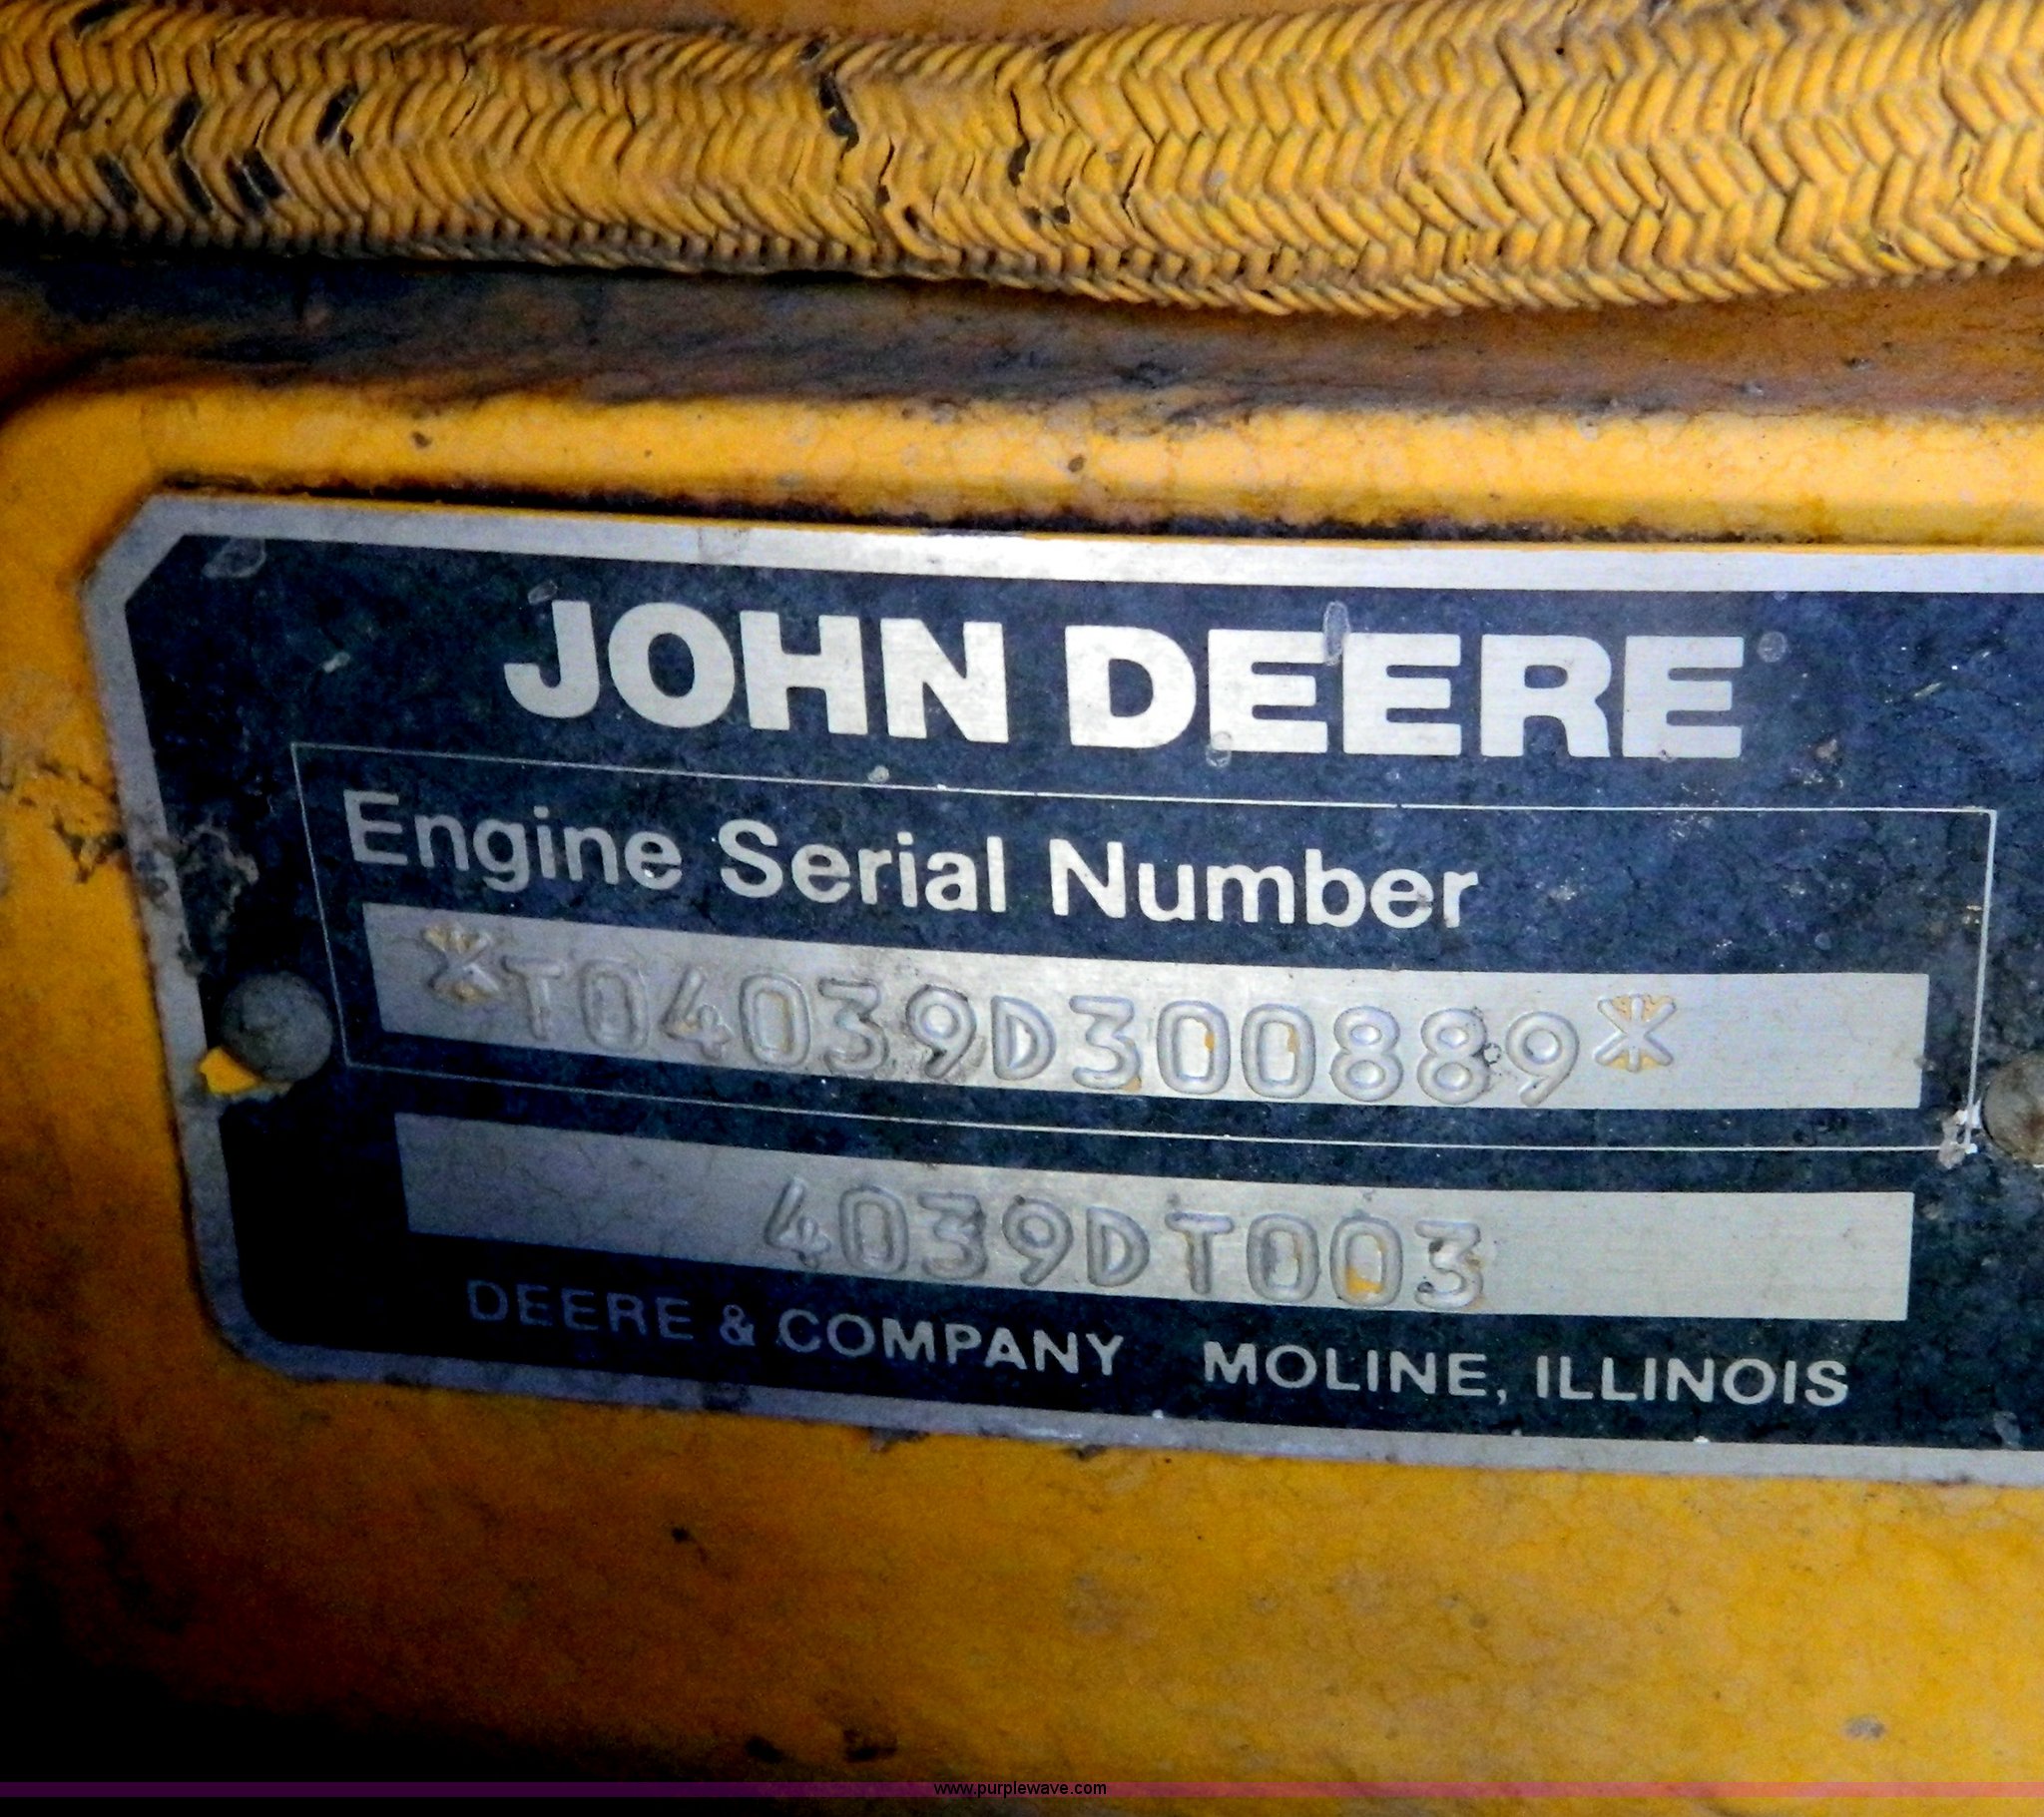 JOHN DEERE
Engine Serial Number
*T04039D300889*
4039DT003
DEERE & COMPANY MOLINE, ILLINOIS
www.purplewave.com